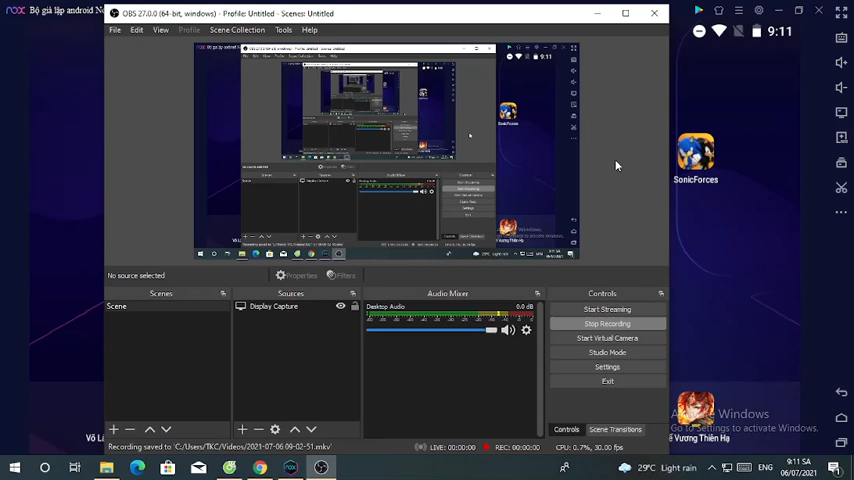 nox Bộ giả lập android No
OBS 27.0.0 (64-bit, windows) - Profile: Untitled - Scenes: Untitled
File Edit View Profile Scene Collection Tools Help
9:11
SonicForces
No source selected
Properties
Filters
Scenes
Sources
Audio Mixer
Controls
Scene
Display Capture
Desktop Audio
0.0 dB
Start Streaming
Stop Recording
Start Virtual Camera
Studio Mode
Settings
Exit
Controls
Scene Transitions
Activate Windows
Go to Settings to activate Windows.
Võ Lâ
ế Vương Thiên Hạ
Recording saved to 'C:/Users/TKC/Videos/2021-07-06 09-02-51.mkv'
LIVE: 00:00:00
REC: 00:00:00
CPU: 0.7%, 30.00 fps
29°C Light rain
ENG
9:11 SA
06/07/2021